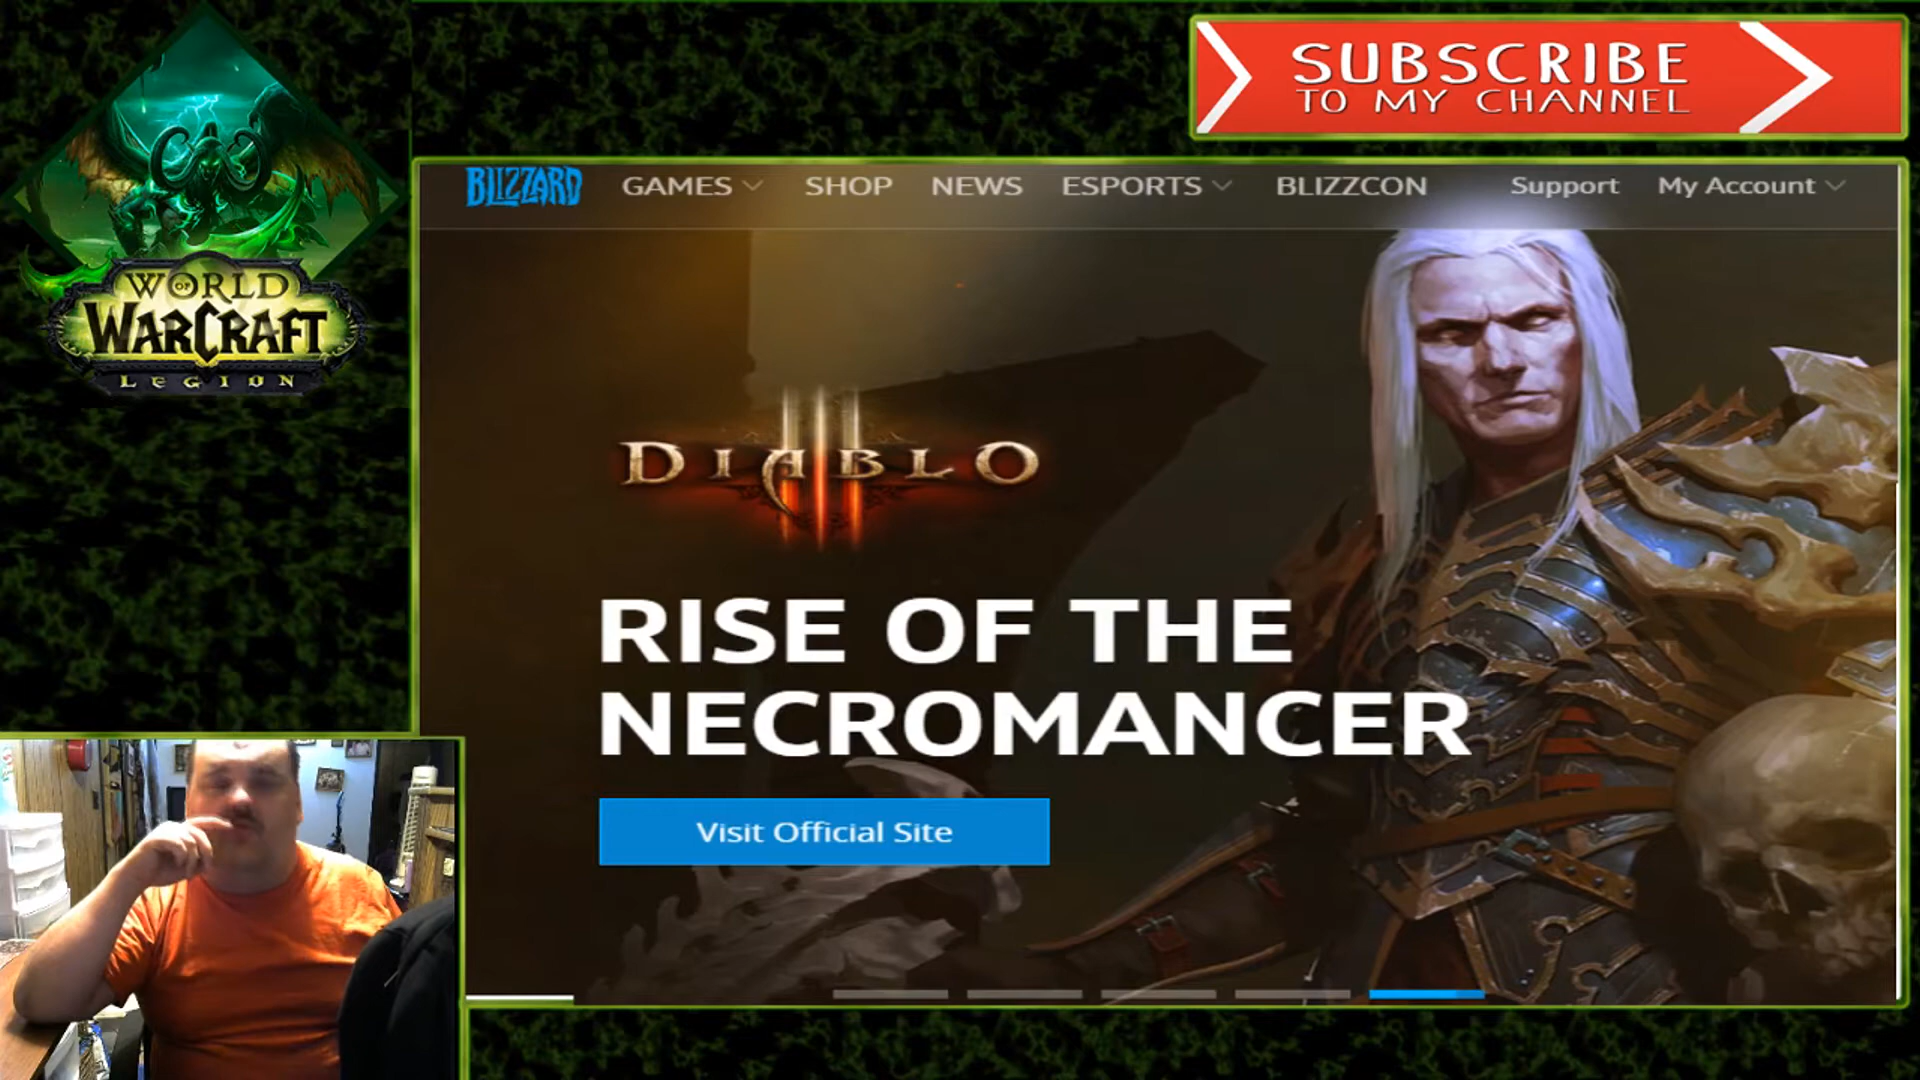 SUBSCRIBE
TO MY CHANNEL
WORLD
OF
WARCRAFT
LEGION
BLIZZARD GAMES SHOP NEWS ESPORTS BLIZZCON Support My Account
DIABLO
III
RISE OF THE
NECROMANCER
Visit Official Site